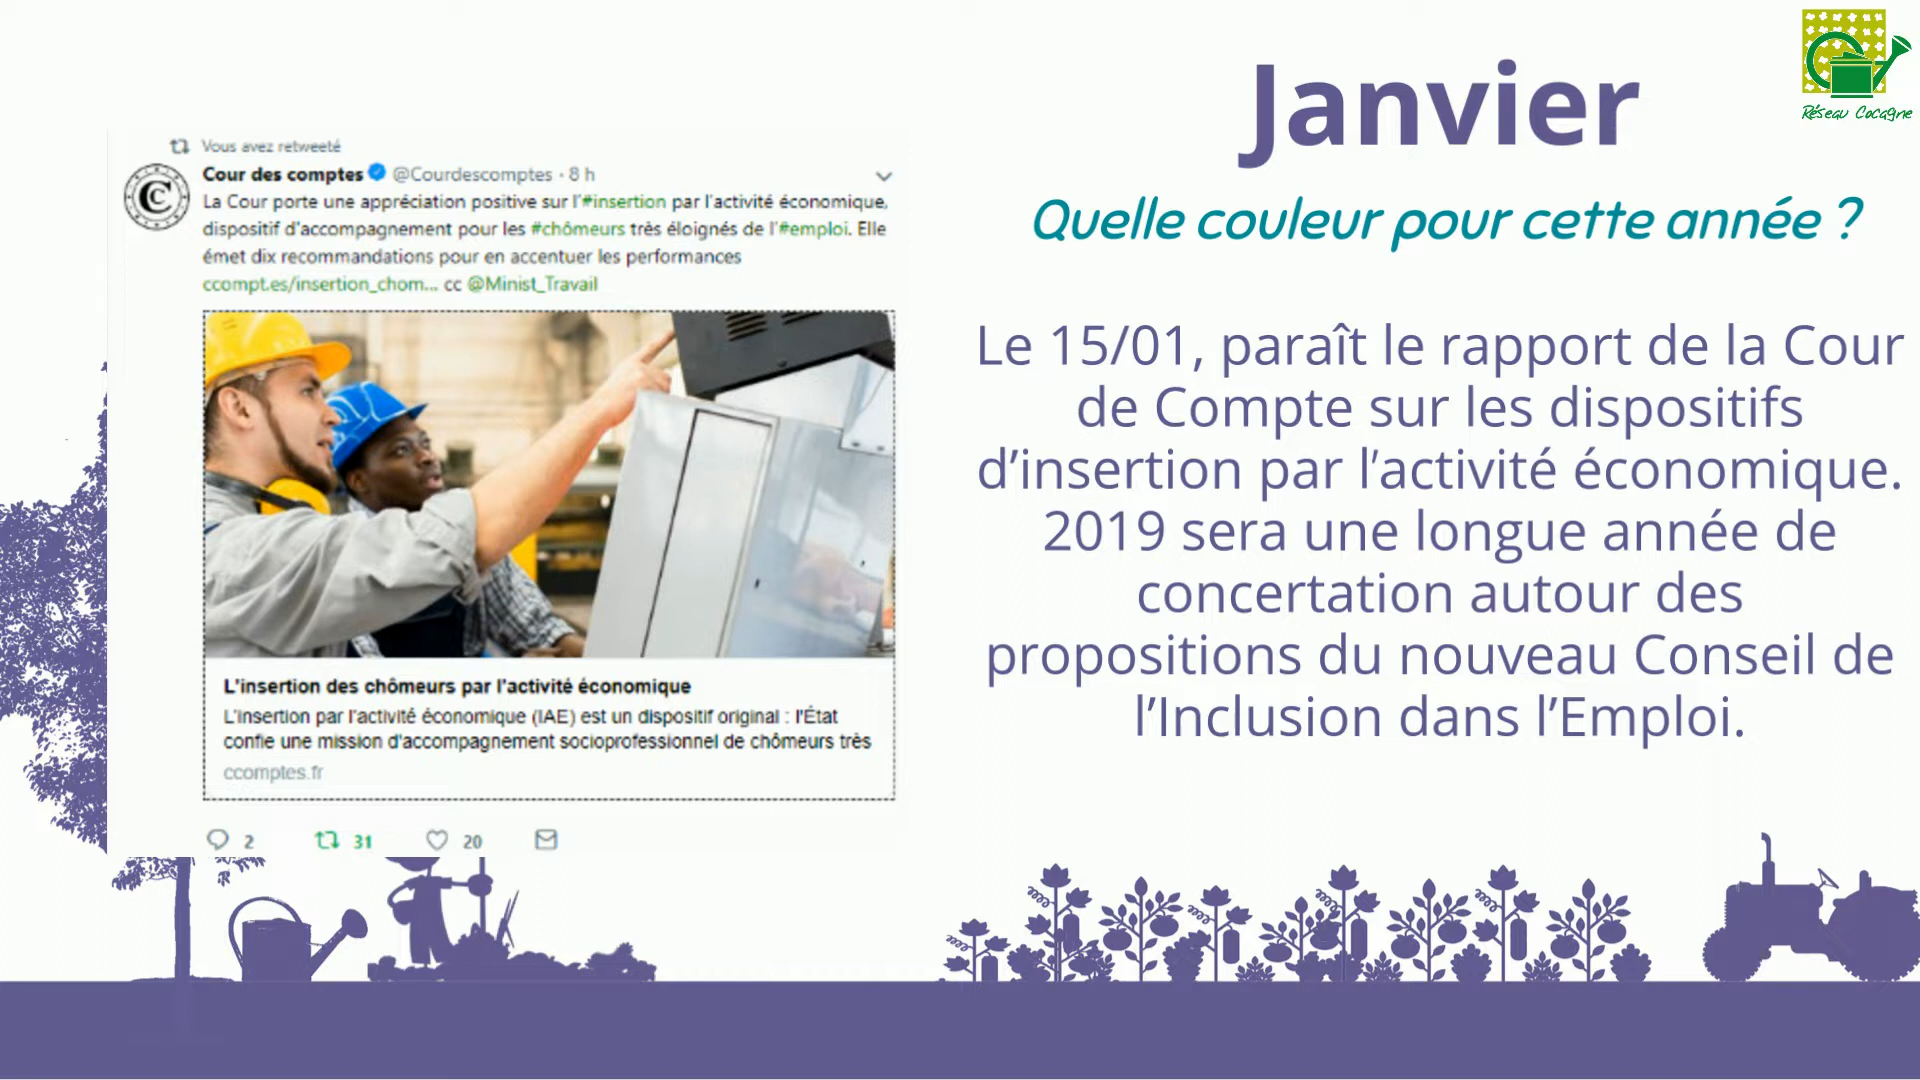 Réseau Cocagne
Janvier
Quelle couleur pour cette année ?
Vous avez retweeté
Cour des comptes @Courdescomptes · 8 h
La Cour porte une appréciation positive sur l'#insertion par l'activité économique,
dispositif d'accompagnement pour les #chômeurs très éloignés de l'#emploi. Elle
émet dix recommandations pour en accentuer les performances
ccompt.es/insertion_chom... cc @Minist_Travail
L'insertion des chômeurs par l'activité économique
L'insertion par l'activité économique (IAE) est un dispositif original : l'État
confie une mission d'accompagnement socioprofessionnel de chômeurs très
ccomptes.fr
2 31 20
Le 15/01, paraît le rapport de la Cour
de Compte sur les dispositifs
d’insertion par l’activité économique.
2019 sera une longue année de
concertation autour des
propositions du nouveau Conseil de
l’Inclusion dans l’Emploi.